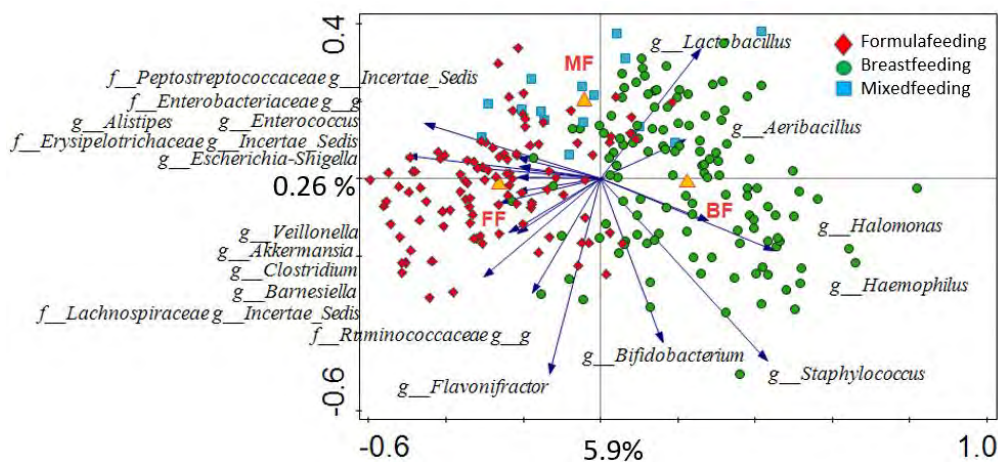 0.4
MF
g__Lactobacillus
Formulafeeding
Breastfeeding
Mixedfeeding
f__Peptostreptococcaceae g__Incertae_Sedis
f__Enterobacteriaceae g__g
g__Alistipes g__Enterococcus
g__Aeribacillus
f__Erysipelotrichaceae g__Incertae_Sedis
g__Escherichia-Shigella
0.26 %
FF
BF
g__Veillonella
g__Halomonas
g__Akkermansia
g__Clostridium
g__Barnesiella
g__Haemophilus
f__Lachnospiraceae g__Incertae_Sedis
f__Ruminococcaceae g__g
g__Bifidobacterium
g__Flavonifractor
g__Staphylococcus
-0.6
-0.6
5.9%
1.0